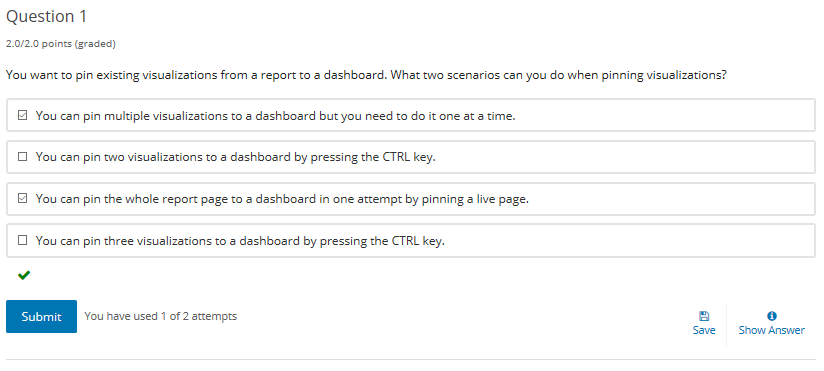 Question 1
2.0/2.0 points (graded)
You want to pin existing visualizations from a report to a dashboard. What two scenarios can you do when pinning visualizations?
You can pin multiple visualizations to a dashboard but you need to do it one at a time.
You can pin two visualizations to a dashboard by pressing the CTRL key.
You can pin the whole report page to a dashboard in one attempt by pinning a live page.
You can pin three visualizations to a dashboard by pressing the CTRL key.
Submit You have used 1 of 2 attempts
Save Show Answer